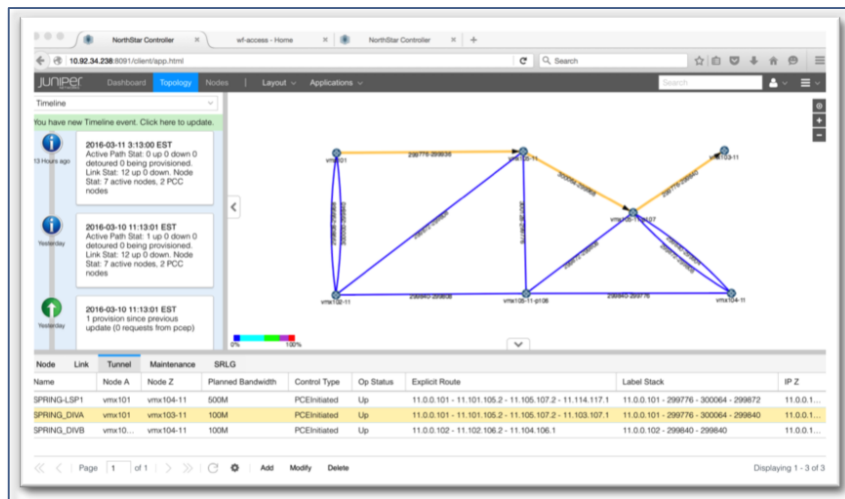 NorthStar Controller × wf-access - Home × NorthStar Controller × +
10.92.34.238:8091/client/app.html Search
JUNIPER Dashboard Topology Nodes | Layout Applications Search
Timeline
You have new Timeline event. Click here to update.
13 Hours ago
2016-03-11 3:13:00 EST
Active Path Stat: 0 up 0 down 0
detoured 0 being provisioned.
Link Stat: 12 up 0 down. Node
Stat: 7 active nodes, 2 PCC
nodes
Yesterday
2016-03-10 11:13:01 EST
Active Path Stat: 1 up 0 down 0
detoured 0 being provisioned.
Link Stat: 12 up 0 down. Node
Stat: 7 active nodes, 2 PCC
nodes
Yesterday
2016-03-10 11:13:01 EST
1 provision since previous
update (0 requests from pcep)
vmx102-11
vmx105-11-p108
vmx104-11
299840-299776
0% 100%
Node Link Tunnel Maintenance SRLG
Name Node A Node Z Planned Bandwidth Control Type Op Status Explicit Route Label Stack IP Z
SPRING-LSP1 vmx101 vmx104-11 500M PCEInitiated Up 11.0.0.101 - 11.101.105.2 - 11.105.107.2 - 11.114.117.1 11.0.0.101 - 299776 - 300064 - 299872 11.0.0.1...
SPRING_DIVA vmx101 vmx103-11 100M PCEInitiated Up 11.0.0.101 - 11.101.105.2 - 11.105.107.2 - 11.103.107.1 11.0.0.101 - 299776 - 300064 - 299840 11.0.0.1...
SPRING_DIVB vmx10... vmx104-11 100M PCEInitiated Up 11.0.0.102 - 11.102.106.2 - 11.104.106.1 11.0.0.102 - 299840 - 299840 11.0.0.1...
Page 1 of 1 Add Modify Delete Displaying 1 - 3 of 3